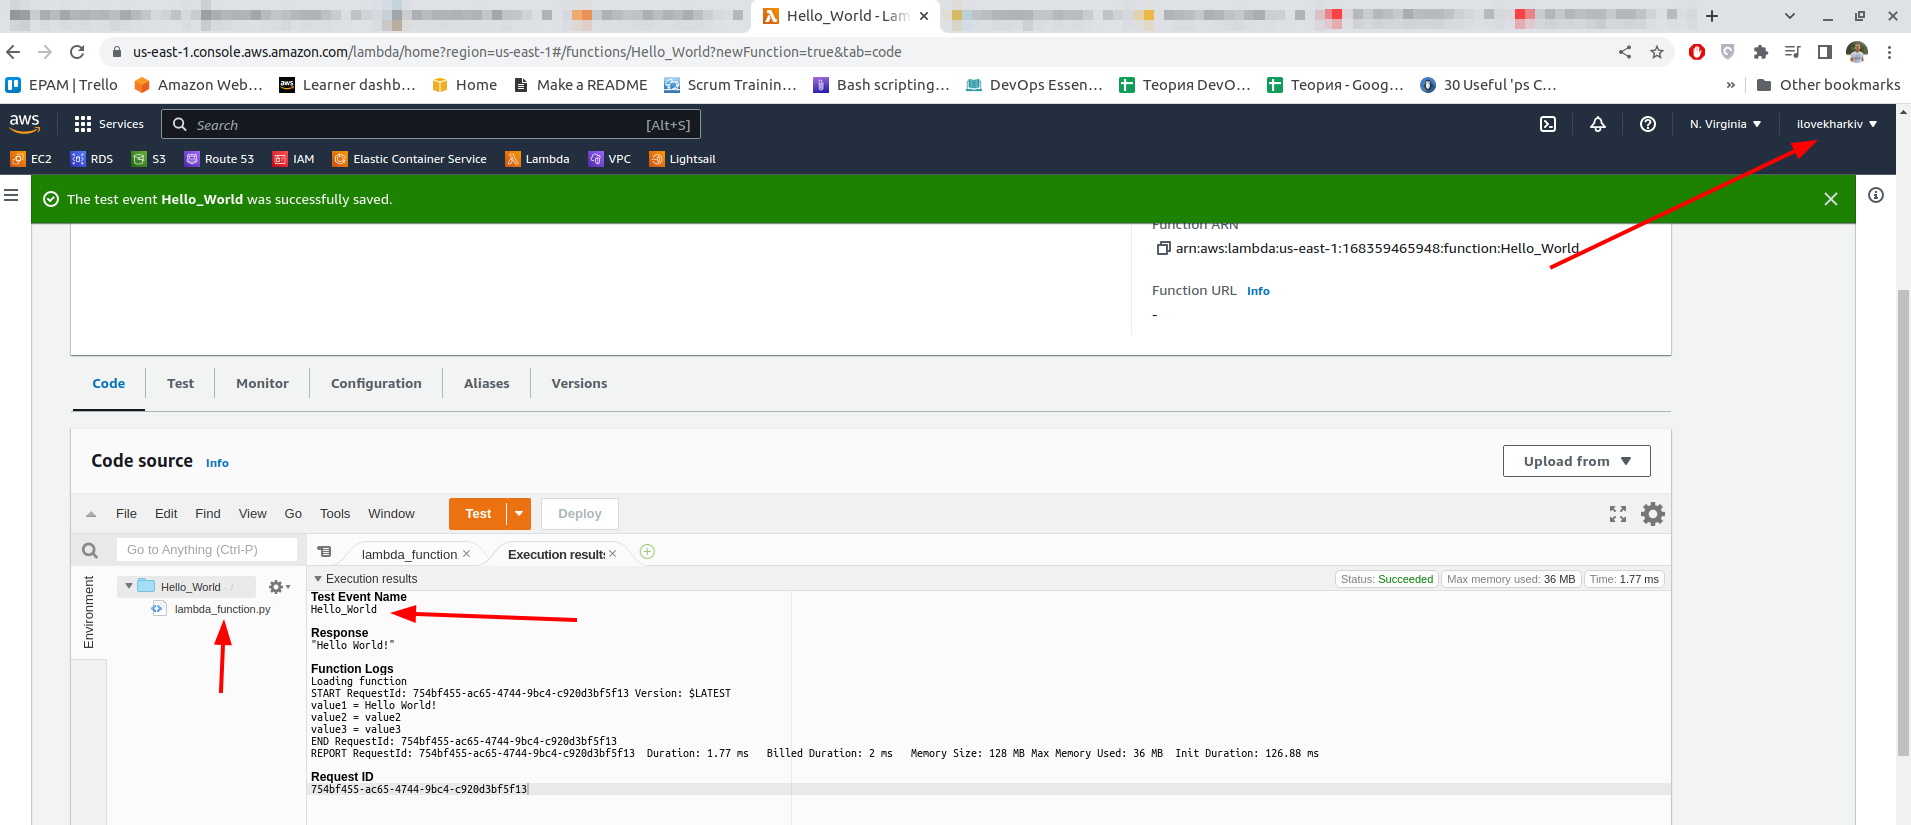 Hello_World - Lam
us-east-1.console.aws.amazon.com/lambda/home?region=us-east-1#/functions/Hello_World?newFunction=true&tab=code
EPAM | Trello Amazon Web… Learner dashb… Home Make a README Scrum Trainin… Bash scripting… DevOps Essen… Теория DevO… Теория - Goog… 30 Useful 'ps C… » Other bookmarks
aws Services Search [Alt+S] N. Virginia ilovekharkiv
EC2 RDS S3 Route 53 IAM Elastic Container Service Lambda VPC Lightsail
The test event Hello_World was successfully saved.
Function ARN
arn:aws:lambda:us-east-1:168359465948:function:Hello_World
Function URL Info
-
Code Test Monitor Configuration Aliases Versions
Code source Info Upload from
File Edit Find View Go Tools Window Test Deploy
Go to Anything (Ctrl-P) lambda_function. Execution results
Environment
Hello_World - /
lambda_function.py
Execution results Status: Succeeded Max memory used: 36 MB Time: 1.77 ms
Test Event Name
Hello_World
Response
"Hello World!"
Function Logs
Loading function
START RequestId: 754bf455-ac65-4744-9bc4-c920d3bf5f13 Version: $LATEST
value1 = Hello World!
value2 = value2
value3 = value3
END RequestId: 754bf455-ac65-4744-9bc4-c920d3bf5f13
REPORT RequestId: 754bf455-ac65-4744-9bc4-c920d3bf5f13 Duration: 1.77 ms Billed Duration: 2 ms Memory Size: 128 MB Max Memory Used: 36 MB Init Duration: 126.88 ms
Request ID
754bf455-ac65-4744-9bc4-c920d3bf5f13